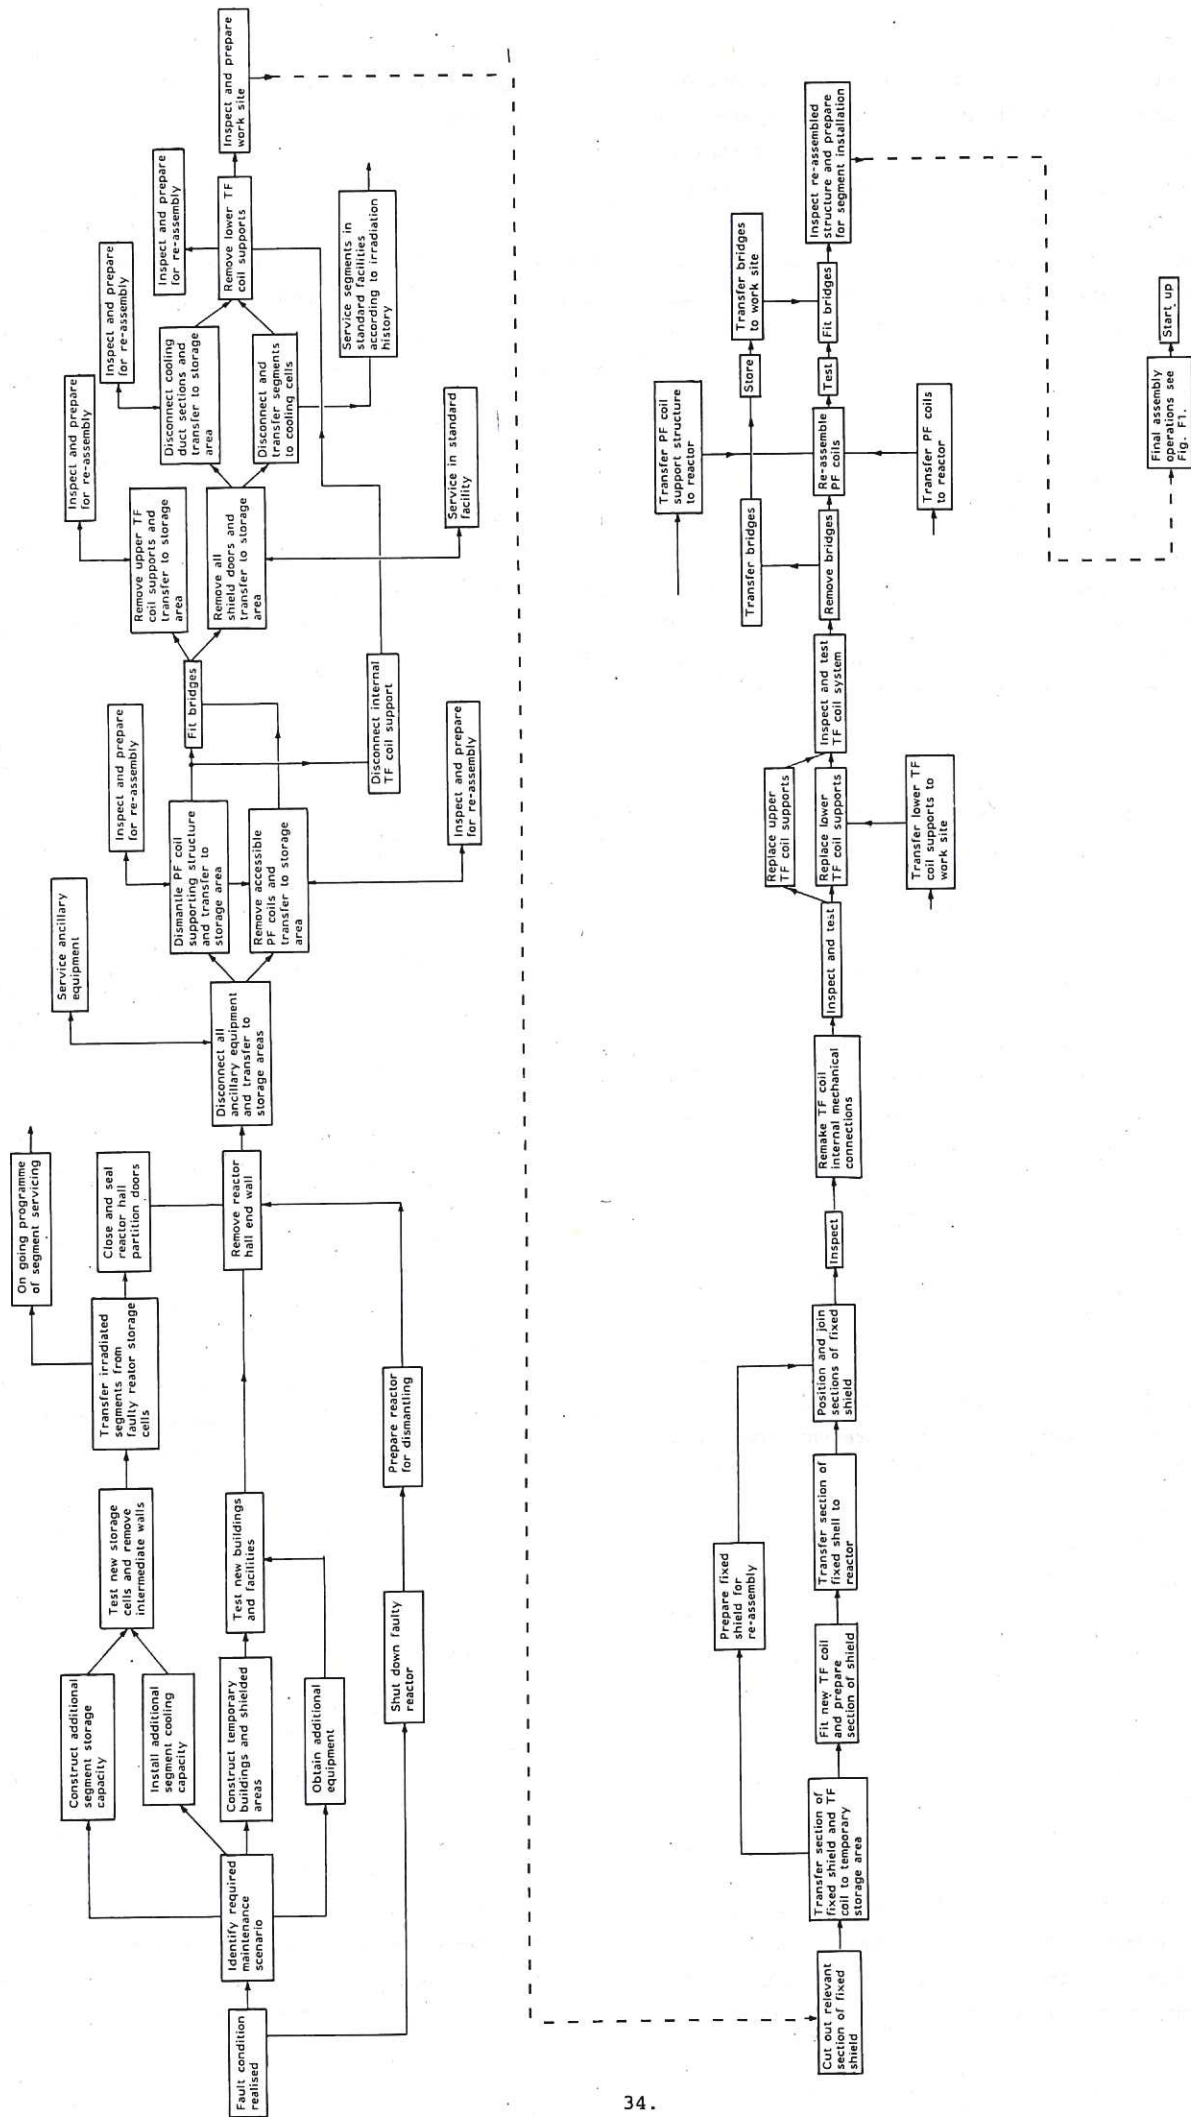 Fault condition
realised
Identify required
maintenance
scenario
Construct additional
segment storage
capacity
Install additional
segment cooling
capacity
Construct temporary
buildings and shielded
areas
Obtain additional
equipment
Shut down faulty
reactor
Test new storage
cells and remove
intermediate walls
Test new buildings
and facilities
Prepare reactor
for dismantling
Transfer irradiated
segments from
faulty reator storage
cells
On going programme
of segment servicing
Close and seal
reactor hall
partition doors
Remove reactor
hall end wall
Disconnect all
ancillary equipment
and transfer to
storage areas
Service ancillary
equipment
Dismantle PF coil
supporting structure
and transfer to
storage area
Remove accessible
PF coils and
transfer to storage
area
Inspect and prepare
for re-assembly
Inspect and prepare
for re-assembly
Fit bridges
Disconnect internal
TF coil support
Remove upper TF
coil supports and
transfer to storage
area
Remove all
shield doors and
transfer to storage
area
Inspect and prepare
for re-assembly
Service in standard
facility
Disconnect cooling
duct sections and
transfer to storage
area
Disconnect and
transfer segments
to cooling cells
Inspect and prepare
for re-assembly
Service segments in
standard facilities
according to irradiation
history
Remove lower TF
coil supports
Inspect and prepare
for re-assembly
Inspect and prepare
work site
Cut out relevant
section of fixed
shield
Transfer section of
fixed shield and TF
coil to temporary
storage area
Prepare fixed
shield for
re-assembly
Fit new TF coil
and prepare
section of shield
Transfer section of
fixed shell to
reactor
Position and join
sections of fixed
shield
Inspect
Remake TF coil
internal mechanical
connections
Inspect and test
Replace upper
TF coil supports
Replace lower
TF coil supports
Transfer lower TF
coil supports to
work site
Inspect and test
TF coil system
Remove bridges
Transfer bridges
Store
Transfer bridges
to work site
Transfer PF coil
support structure
to reactor
Re-assemble
PF coils
Transfer PF coils
to reactor
Test
Fit bridges
Inspect re-assembled
structure and prepare
for segment installation
Final assembly
operations see
Fig. F1.
Start up
34.